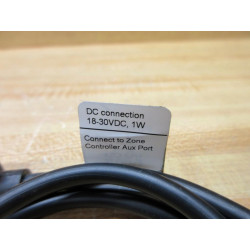 DC connection
18-30VDC, 1W
Connect to Zone
Controller Aux Port